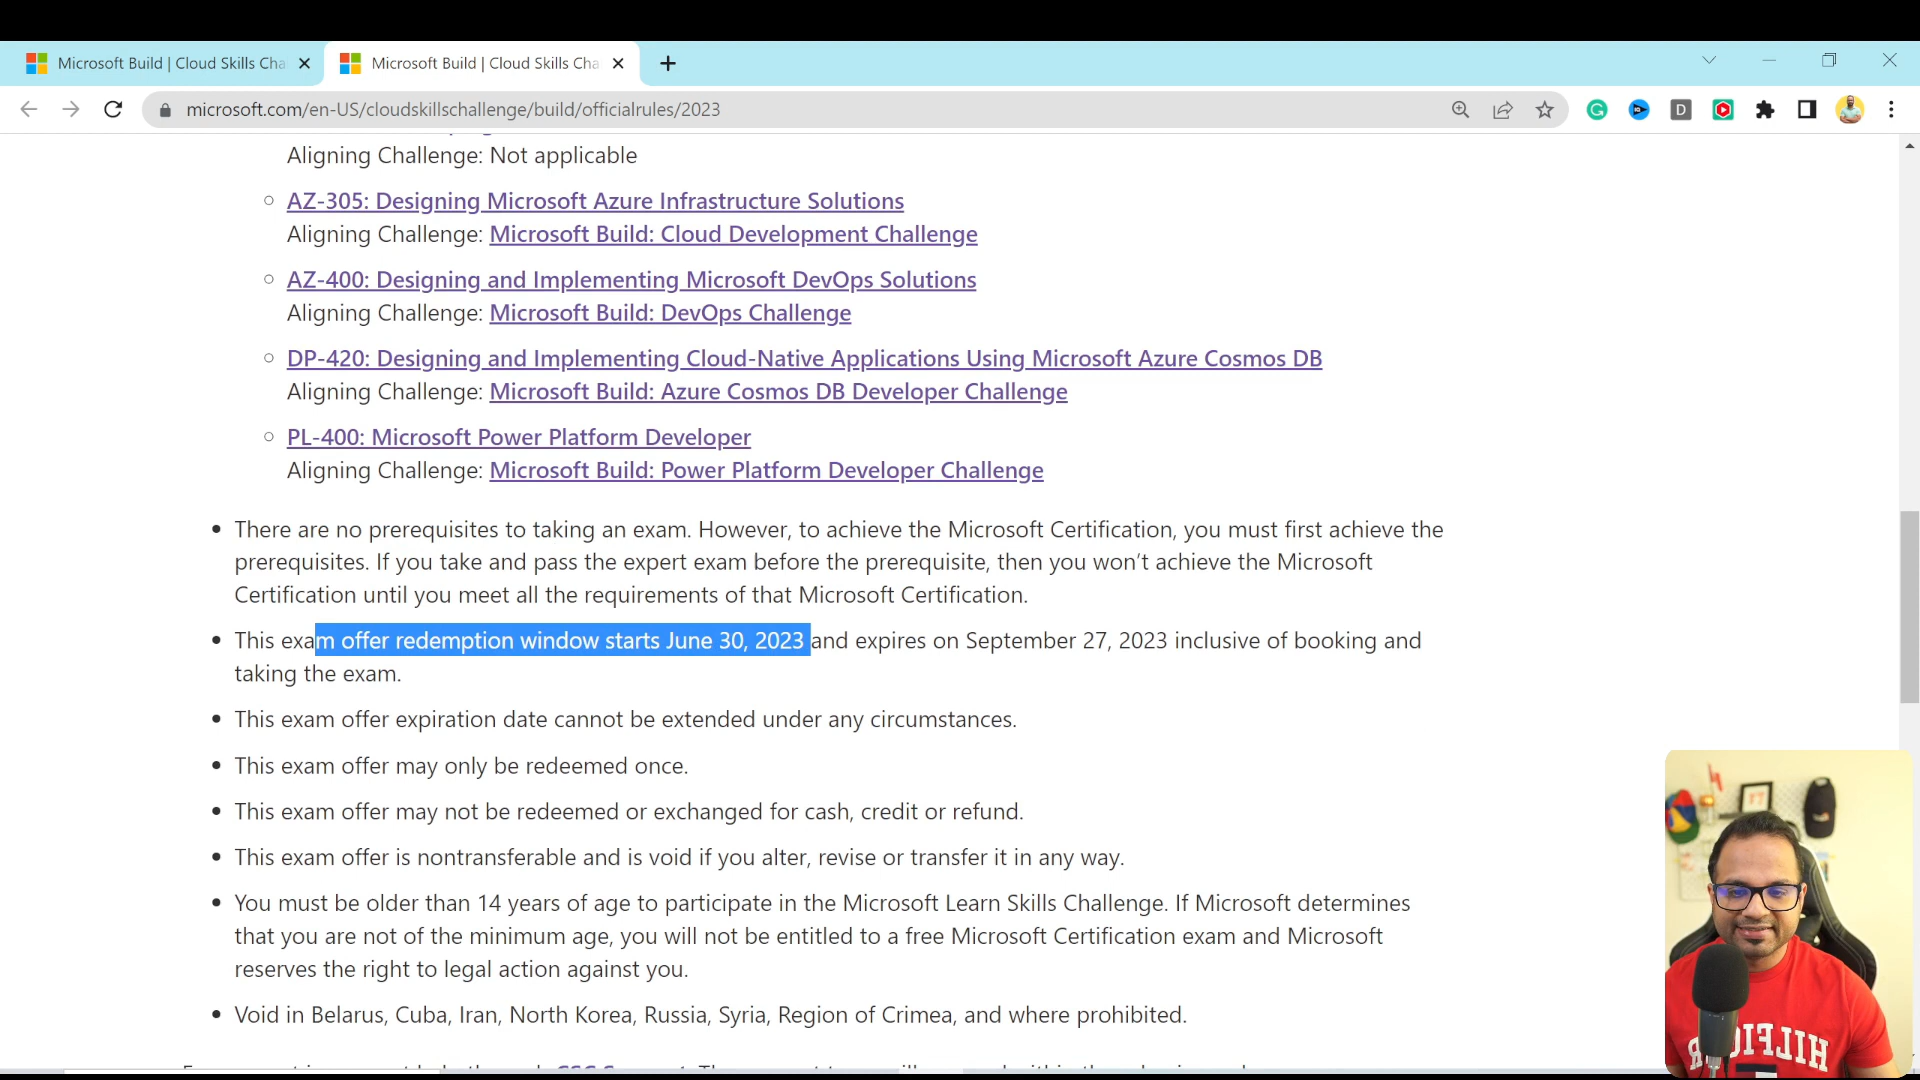 Microsoft Build | Cloud Skills Cha
Microsoft Build | Cloud Skills Cha
microsoft.com/en-US/cloudskillschallenge/build/officialrules/2023
D
Aligning Challenge: Not applicable
AZ-305: Designing Microsoft Azure Infrastructure Solutions
Aligning Challenge: Microsoft Build: Cloud Development Challenge
AZ-400: Designing and Implementing Microsoft DevOps Solutions
Aligning Challenge: Microsoft Build: DevOps Challenge
DP-420: Designing and Implementing Cloud-Native Applications Using Microsoft Azure Cosmos DB
Aligning Challenge: Microsoft Build: Azure Cosmos DB Developer Challenge
PL-400: Microsoft Power Platform Developer
Aligning Challenge: Microsoft Build: Power Platform Developer Challenge
There are no prerequisites to taking an exam. However, to achieve the Microsoft Certification, you must first achieve the
prerequisites. If you take and pass the expert exam before the prerequisite, then you won't achieve the Microsoft
Certification until you meet all the requirements of that Microsoft Certification.
This exam offer redemption window starts June 30, 2023 and expires on September 27, 2023 inclusive of booking and
taking the exam.
This exam offer expiration date cannot be extended under any circumstances.
This exam offer may only be redeemed once.
This exam offer may not be redeemed or exchanged for cash, credit or refund.
This exam offer is nontransferable and is void if you alter, revise or transfer it in any way.
You must be older than 14 years of age to participate in the Microsoft Learn Skills Challenge. If Microsoft determines
that you are not of the minimum age, you will not be entitled to a free Microsoft Certification exam and Microsoft
reserves the right to legal action against you.
Void in Belarus, Cuba, Iran, North Korea, Russia, Syria, Region of Crimea, and where prohibited.